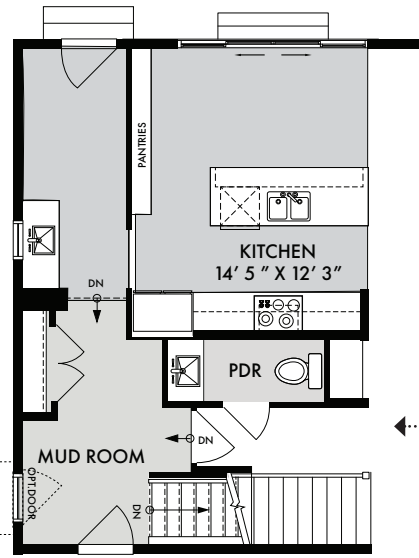 PANTRIES
KITCHEN
14' 5 " X 12' 3"
DN
PDR
DN
MUD ROOM
OPT.DOOR
DN